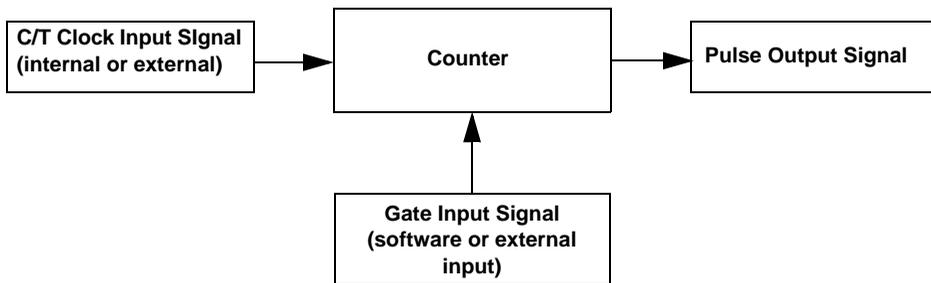 C/T Clock Input SIgnal
(internal or external)
Counter
Pulse Output Signal
Gate Input Signal
(software or external
input)